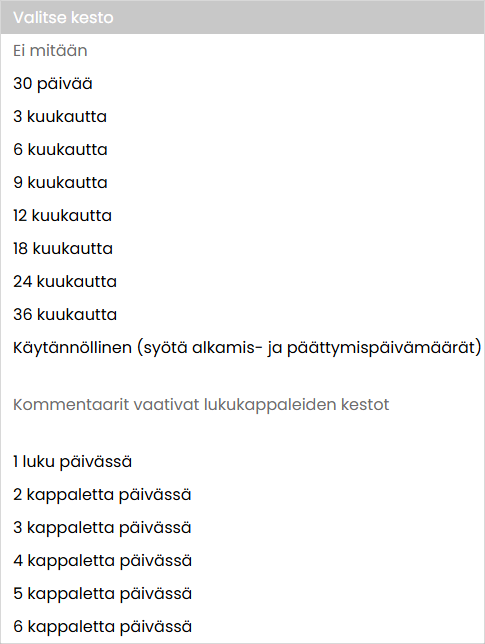 Valitse kesto
Ei mitään
30 päivää
3 kuukautta
6 kuukautta
9 kuukautta
12 kuukautta
18 kuukautta
24 kuukautta
36 kuukautta
Käytännöllinen (syötä alkamis- ja päättymispäivämäärät)
Kommentaarit vaativat lukukappaleiden kestot
1 luku päivässä
2 kappaletta päivässä
3 kappaletta päivässä
4 kappaletta päivässä
5 kappaletta päivässä
6 kappaletta päivässä